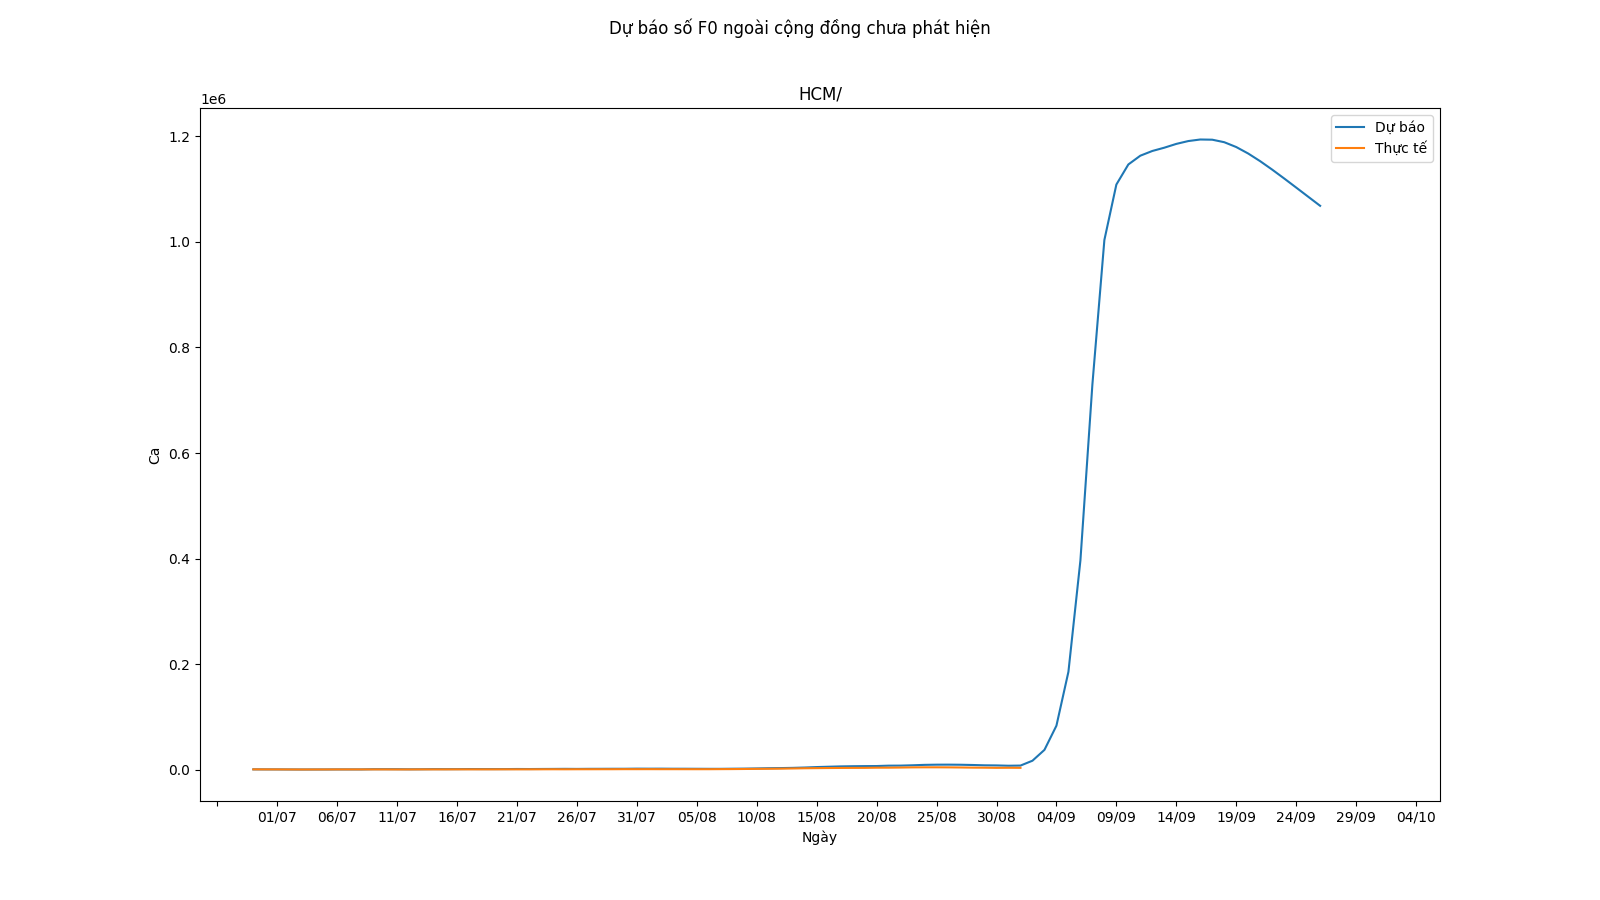 Dự báo số F0 ngoài cộng đồng chưa phát hiện
HCM/
1e6
Dự báo
Thực tế
1.2
1.0
0.8
0.6
0.4
0.2
0.0
Ca
01/07 06/07 11/07 16/07 21/07 26/07 31/07 05/08 10/08 15/08 20/08 25/08 30/08 04/09 09/09 14/09 19/09 24/09 29/09 04/10
Ngày